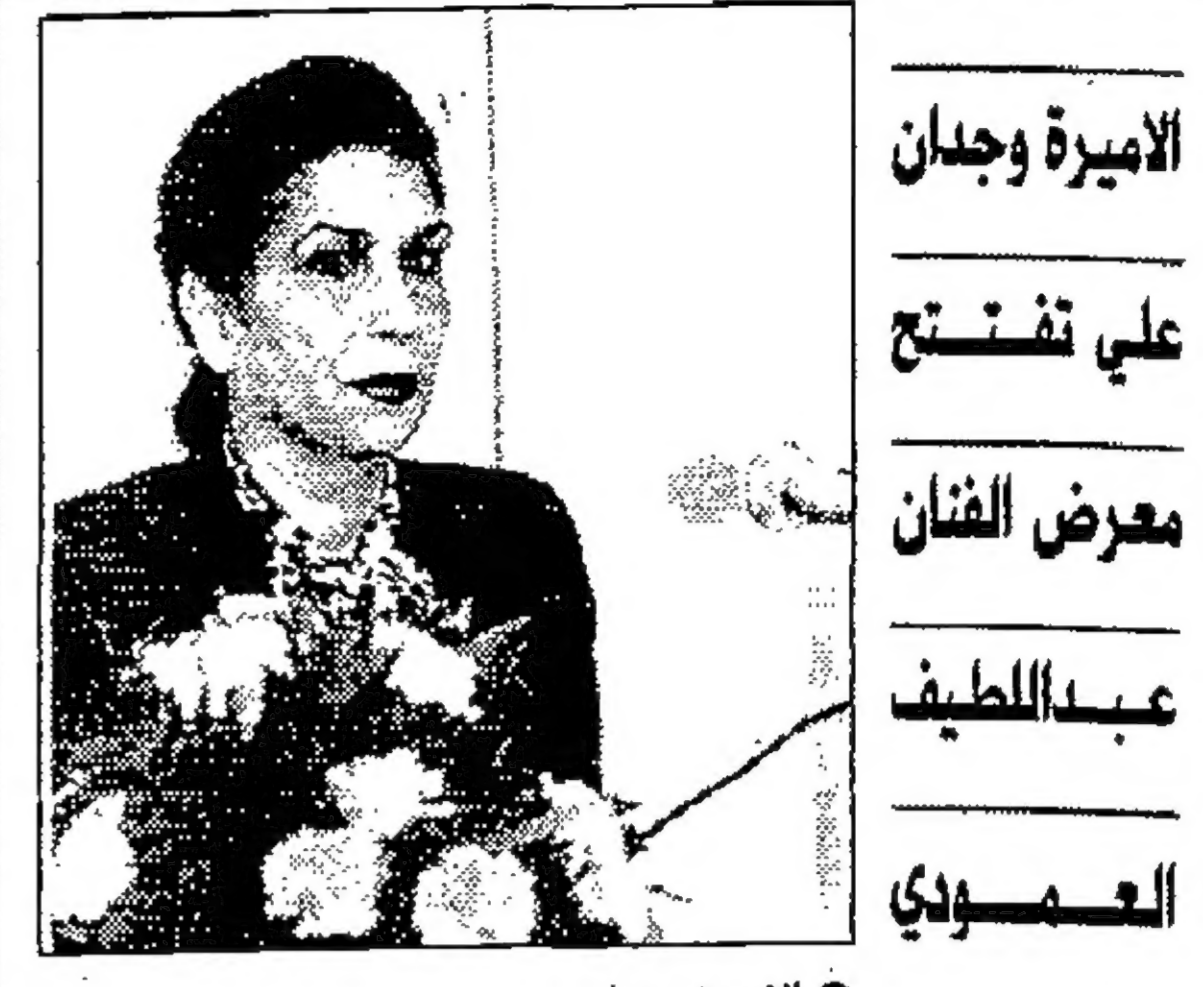 الاميرة وجدان
علي تفتتح
معرض الفنان
عبداللطيف
العمودي